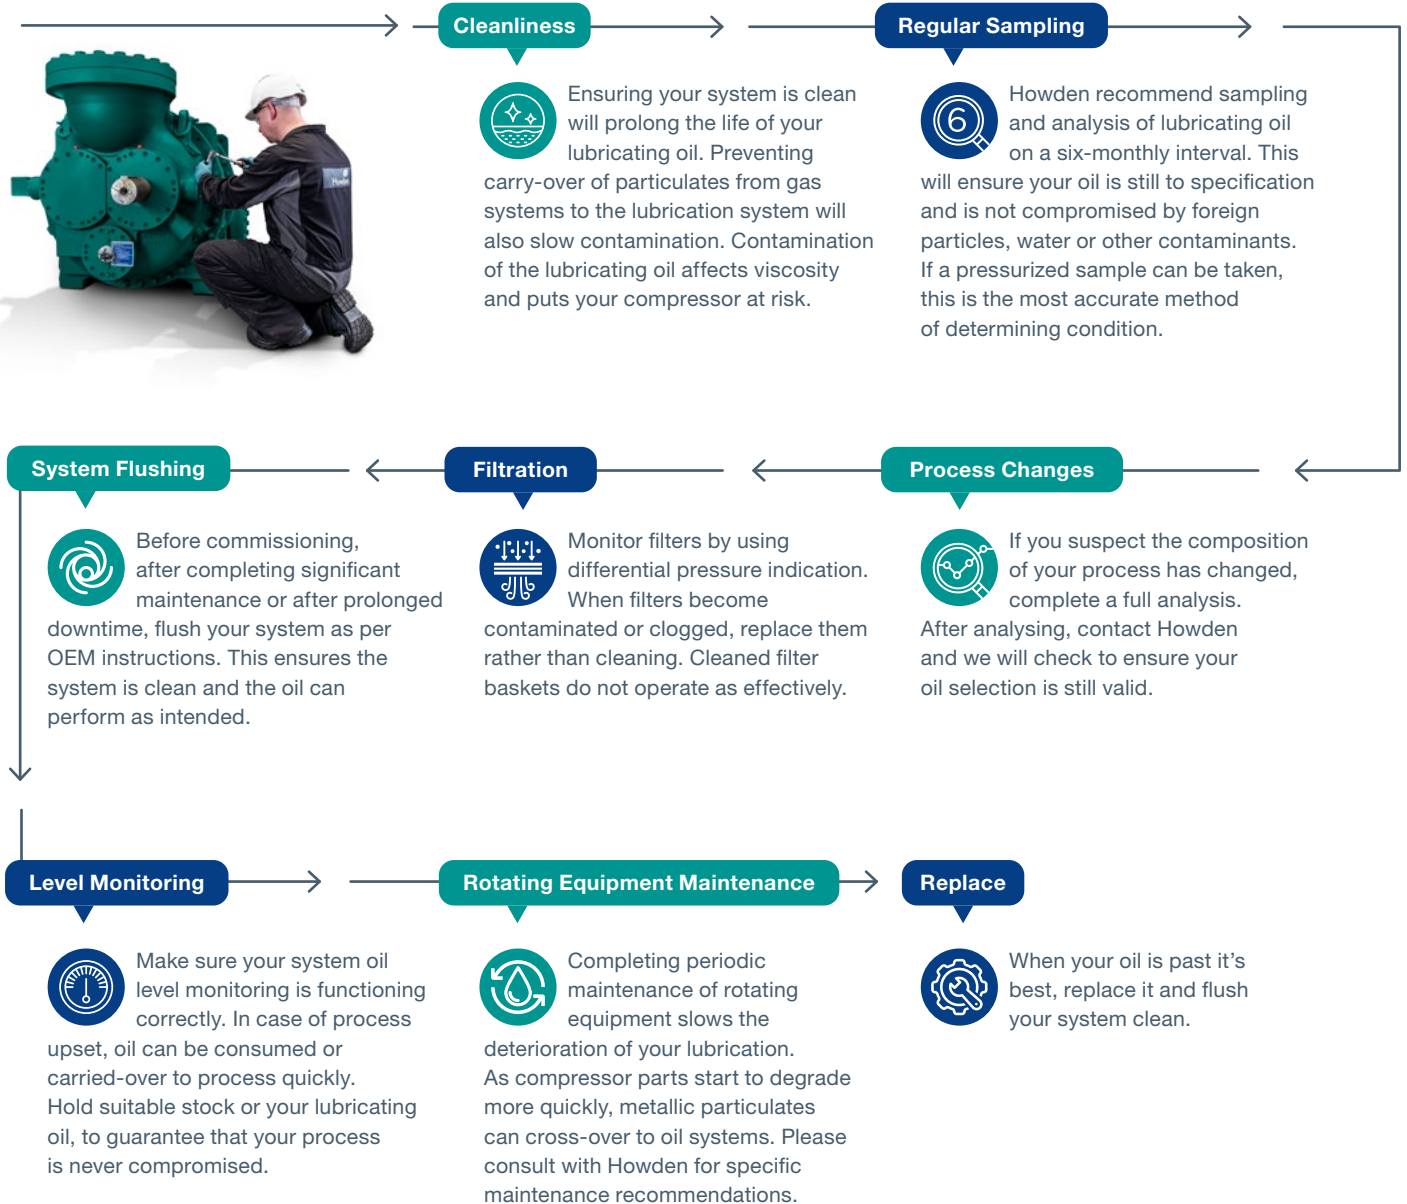 Cleanliness
Regular Sampling
Ensuring your system is clean
will prolong the life of your
lubricating oil. Preventing
carry-over of particulates from gas
systems to the lubrication system will
also slow contamination. Contamination
of the lubricating oil affects viscosity
and puts your compressor at risk.
6
Howden recommend sampling
and analysis of lubricating oil
on a six-monthly interval. This
will ensure your oil is still to specification
and is not compromised by foreign
particles, water or other contaminants.
If a pressurized sample can be taken,
this is the most accurate method
of determining condition.
Howden
System Flushing
Filtration
Process Changes
Before commissioning,
after completing significant
maintenance or after prolonged
downtime, flush your system as per
OEM instructions. This ensures the
system is clean and the oil can
perform as intended.
Monitor filters by using
differential pressure indication.
When filters become
contaminated or clogged, replace them
rather than cleaning. Cleaned filter
baskets do not operate as effectively.
If you suspect the composition
of your process has changed,
complete a full analysis.
After analysing, contact Howden
and we will check to ensure your
oil selection is still valid.
Level Monitoring
Rotating Equipment Maintenance
Replace
Make sure your system oil
level monitoring is functioning
correctly. In case of process
upset, oil can be consumed or
carried-over to process quickly.
Hold suitable stock or your lubricating
oil, to guarantee that your process
is never compromised.
Completing periodic
maintenance of rotating
equipment slows the
deterioration of your lubrication.
As compressor parts start to degrade
more quickly, metallic particulates
can cross-over to oil systems. Please
consult with Howden for specific
maintenance recommendations.
When your oil is past it's
best, replace it and flush
your system clean.